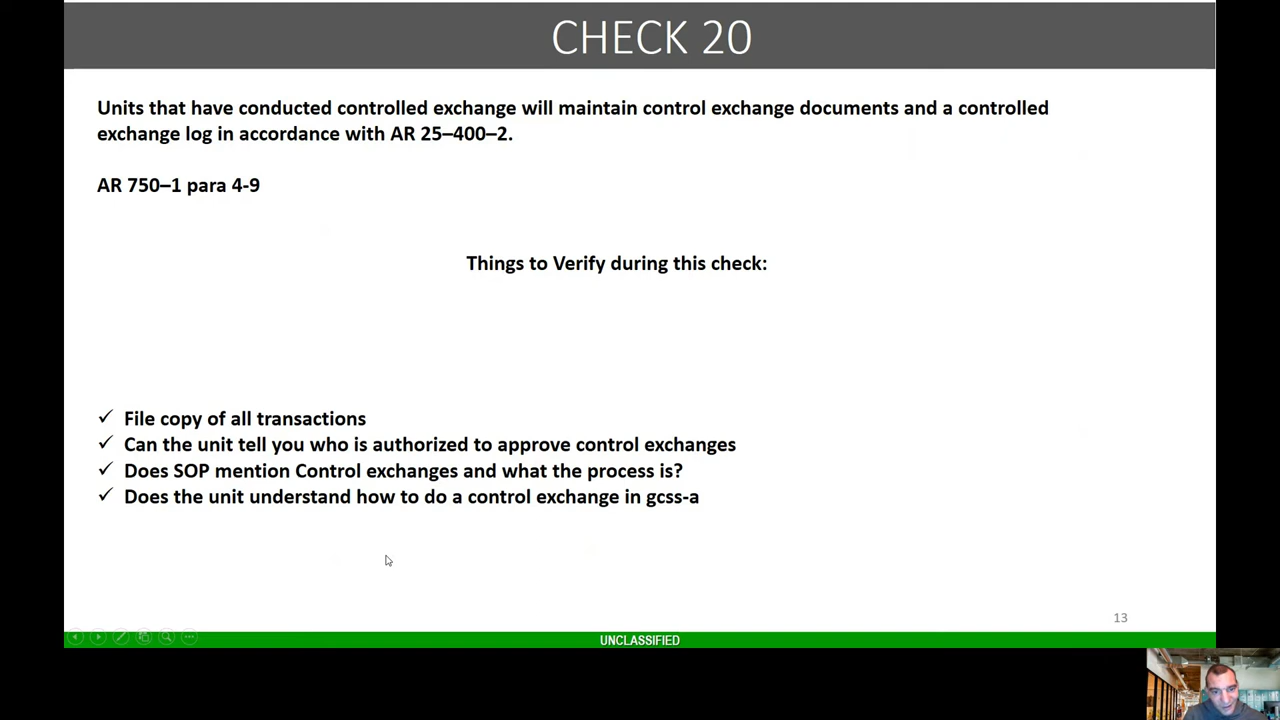 CHECK 20
Units that have conducted controlled exchange will maintain control exchange documents and a controlled
exchange log in accordance with AR 25–400–2.
AR 750–1 para 4-9
Things to Verify during this check:
✓ File copy of all transactions
✓ Can the unit tell you who is authorized to approve control exchanges
✓ Does SOP mention Control exchanges and what the process is?
✓ Does the unit understand how to do a control exchange in gcss-a
13
UNCLASSIFIED